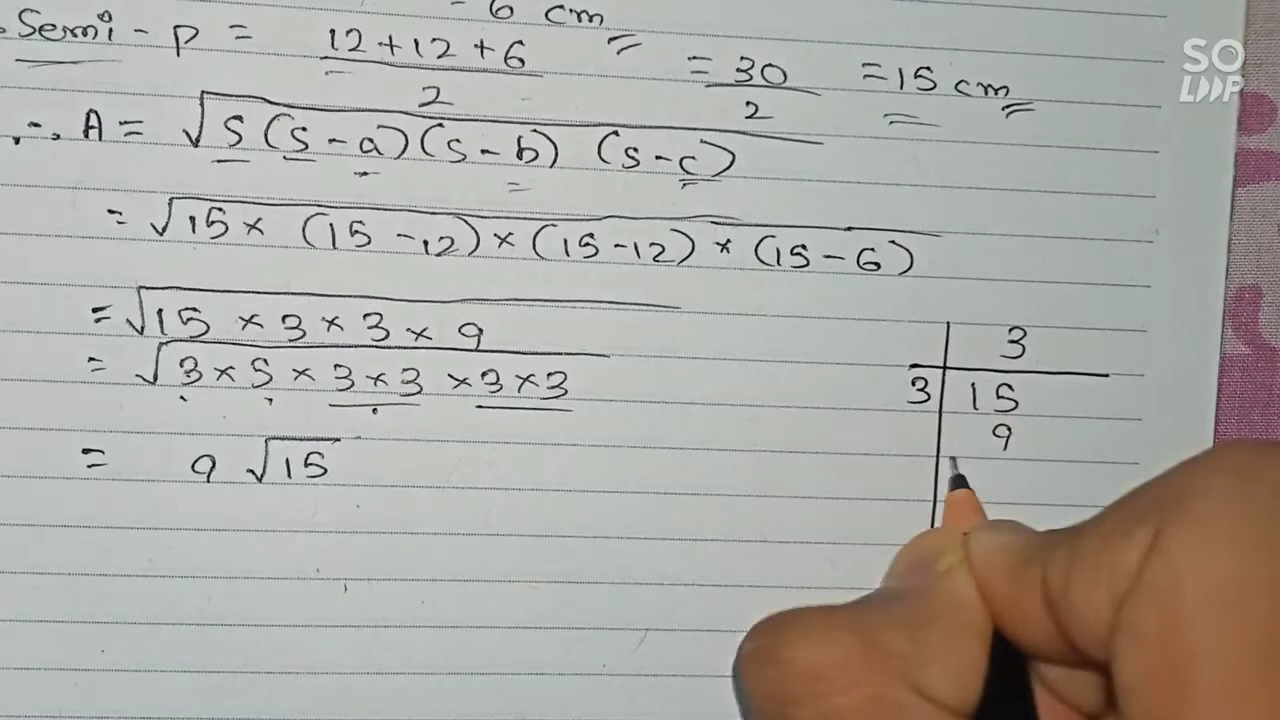 - 6 cm
Semi - p = 12+12+6 / 2 = 30 / 2 = 15 cm
∴ A = √S(S-a)(S-b)(S-c)
= √15 × (15-12) × (15-12) × (15-6)
= √15 × 3 × 3 × 9
= √3 × 5 × 3 × 3 × 3 × 3
= 9 √15
3
3 15
9
SO
LOOP